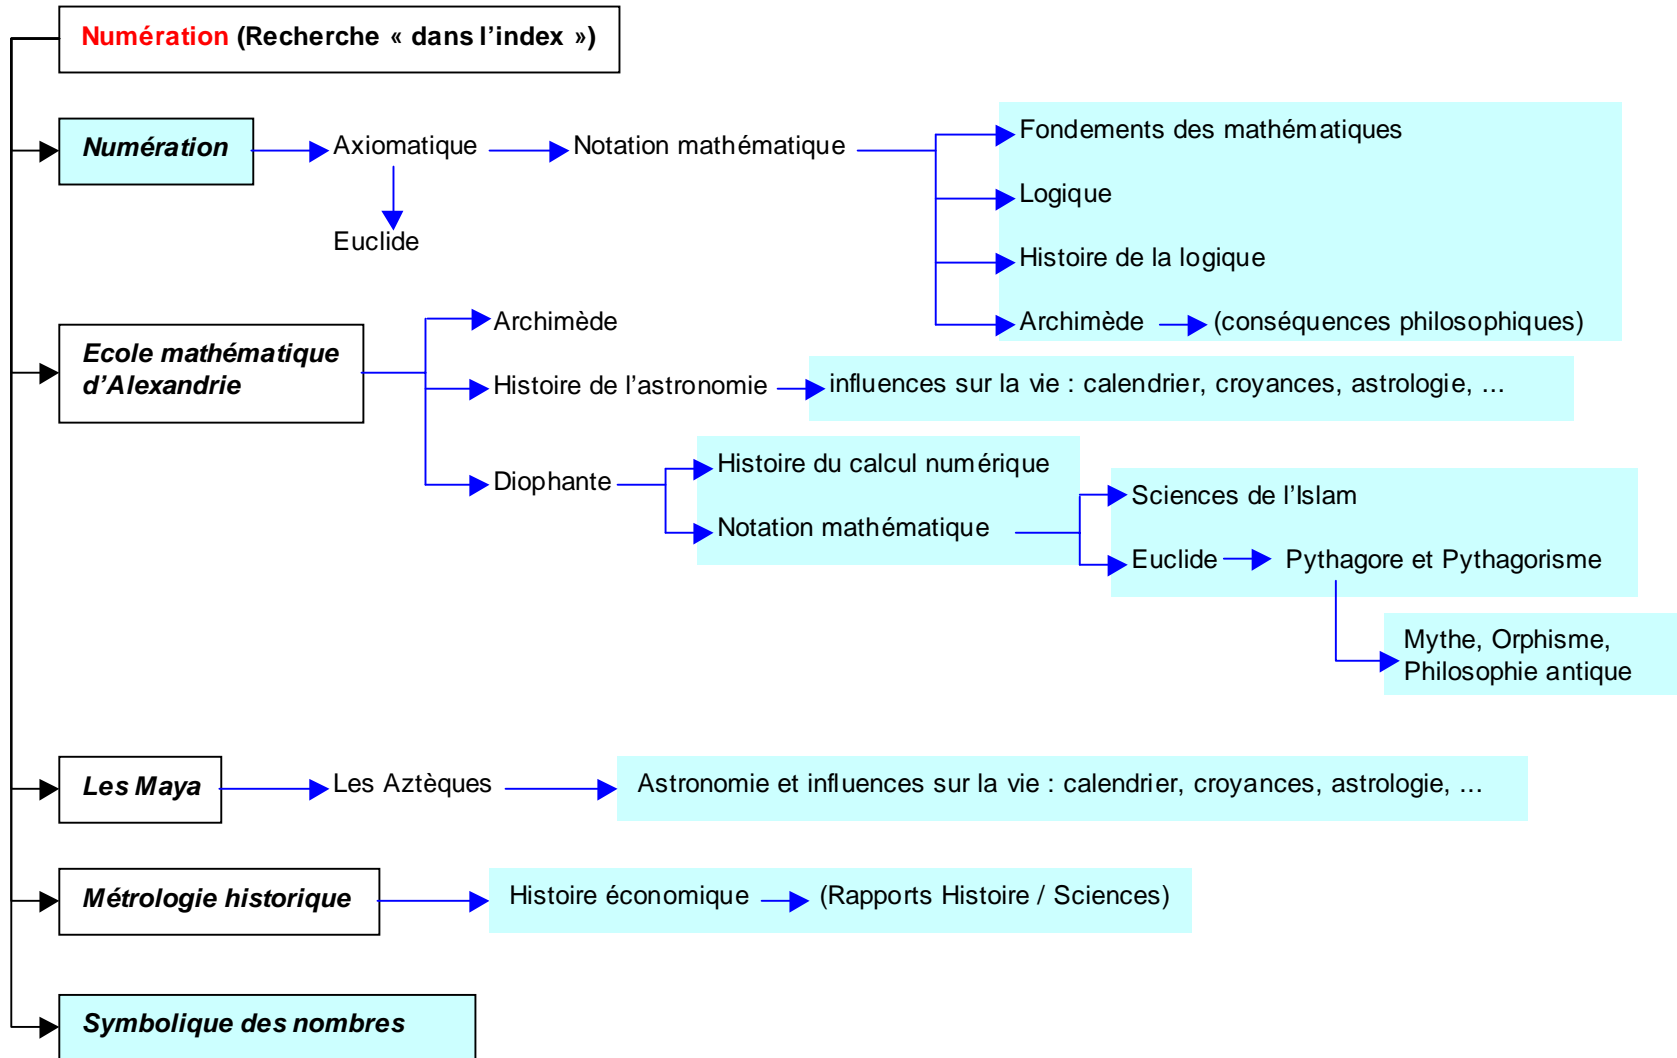 Numération (Recherche « dans l’index »)
Numération
Axiomatique
Notation mathématique
Fondements des mathématiques
Logique
Euclide
Histoire de la logique
Archimède
(conséquences philosophiques)
Ecole mathématique
d’Alexandrie
Archimède
Histoire de l’astronomie
influences sur la vie : calendrier, croyances, astrologie, …
Diophante
Histoire du calcul numérique
Notation mathématique
Sciences de l’Islam
Euclide
Pythagore et Pythagorisme
Mythe, Orphisme,
Philosophie antique
Les Maya
Les Aztèques
Astronomie et influences sur la vie : calendrier, croyances, astrologie, …
Métrologie historique
Histoire économique
(Rapports Histoire / Sciences)
Symbolique des nombres